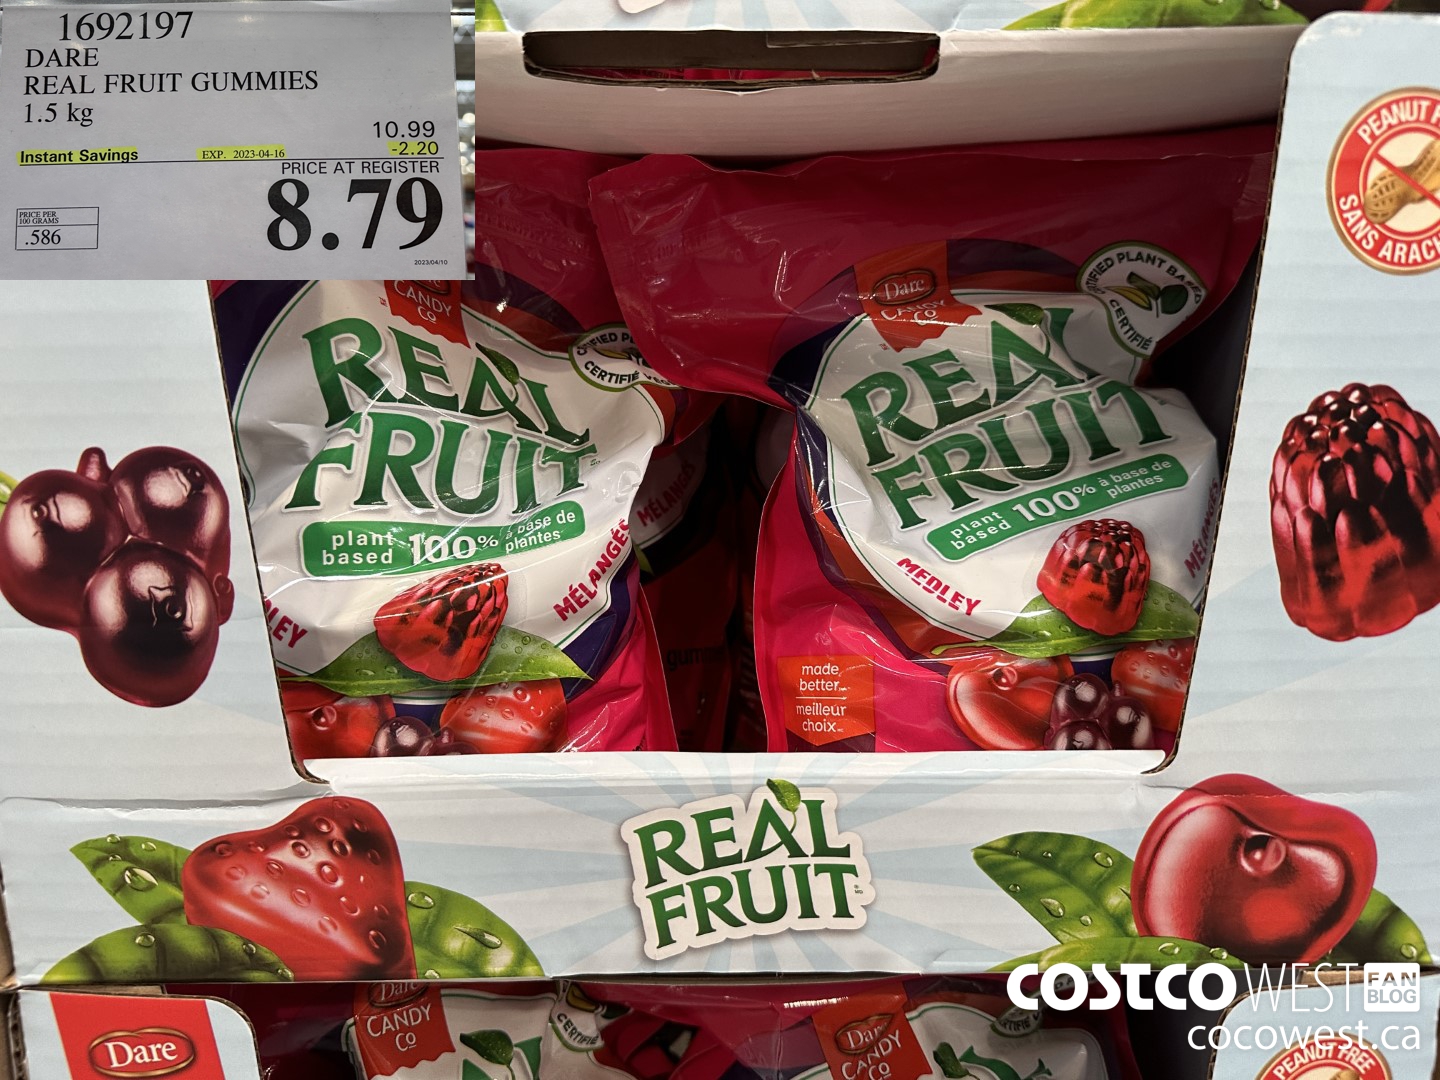 1692197
DARE
REAL FRUIT GUMMIES
1.5 kg
10.99
Instant Savings
EXP. 2023-04-16
-2.20
PRICE AT REGISTER
8.79
PRICE PER
100 GRAMS
.586
2023/04/10
PEANUT
SANS
CANDY
Co
REAL
FRUIT
plant
based
100%
à base de
plantes
MÉLANGÉS
CERTIFIÉ
MÉLANGÉS
Dare
CANDY
Co
REAL
FRUIT
plant
based
100%
à base de
plantes
MEDLEY
CERTIFIED PLANT BASED
CERTIFIÉ
made
better
meilleur
choix
REAL
FRUIT
Dare
Dare
CANDY
Co
CERTIFIÉ
Dare
CANDY
Co
PEANUT FREE
COSTCO WEST FAN
BLOG
cocowest.ca